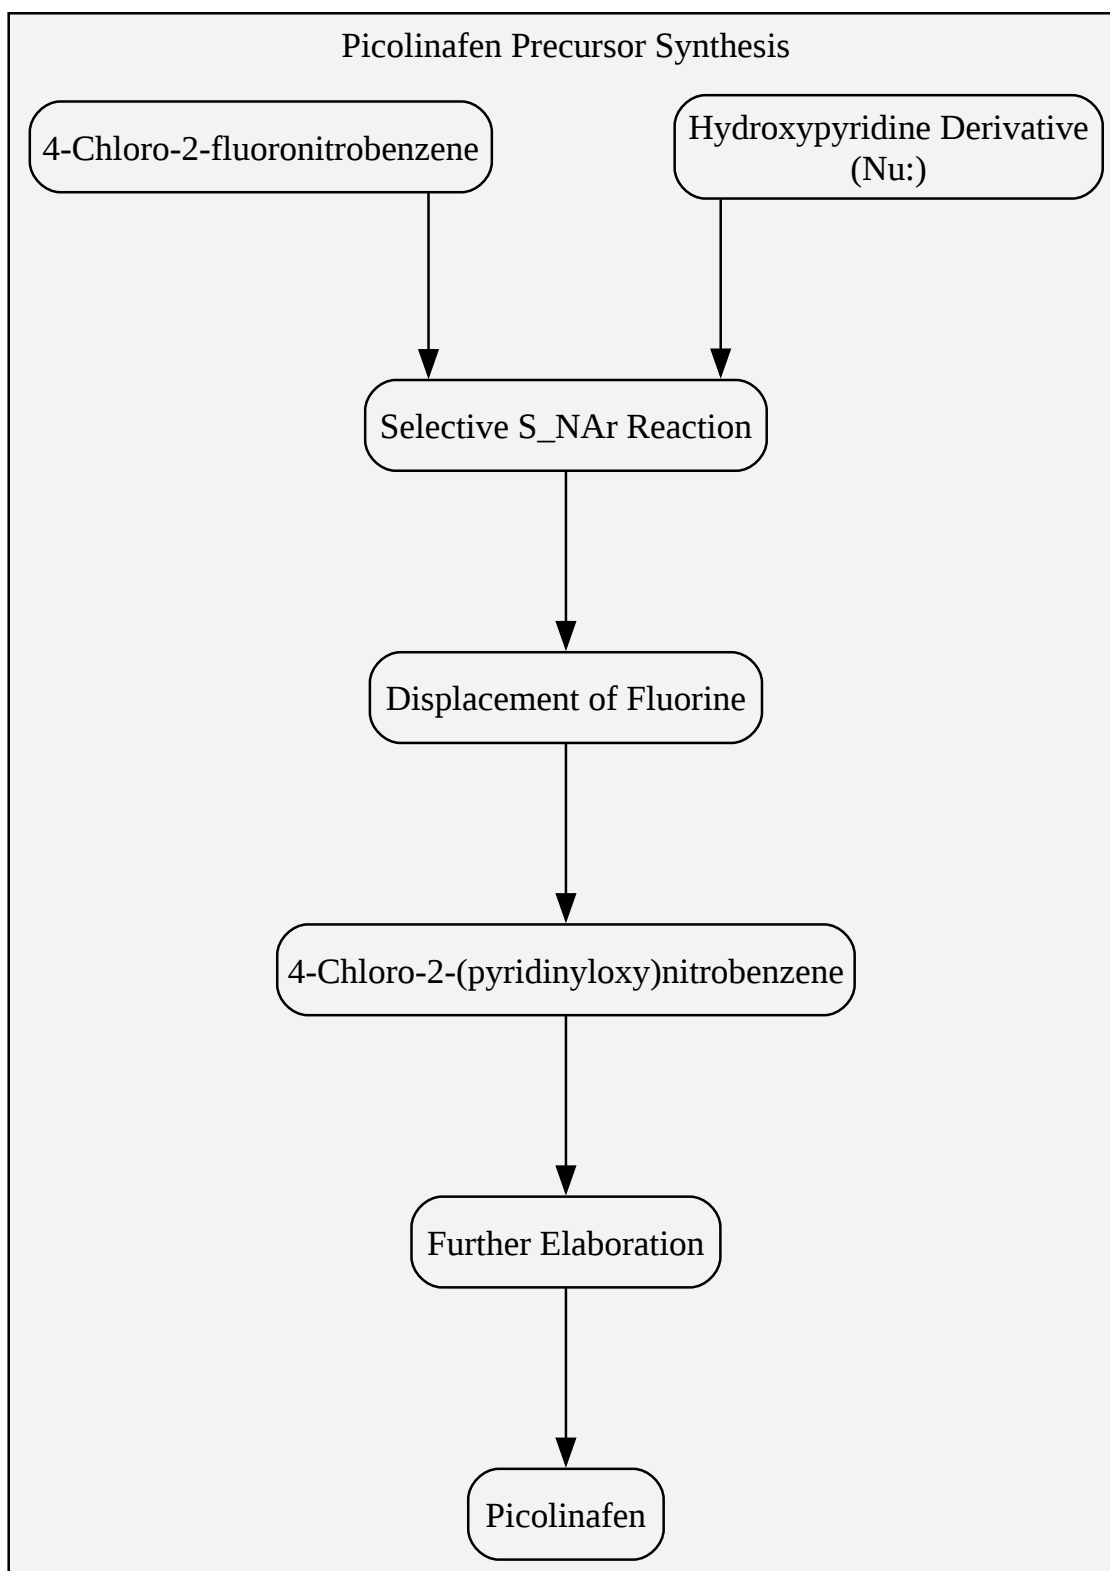 Picolinafen Precursor Synthesis
4-Chloro-2-fluoronitrobenzene
Hydroxypyridine Derivative
(Nu:)
Selective S_NAr Reaction
Displacement of Fluorine
4-Chloro-2-(pyridinyloxy)nitrobenzene
Further Elaboration
Picolinafen